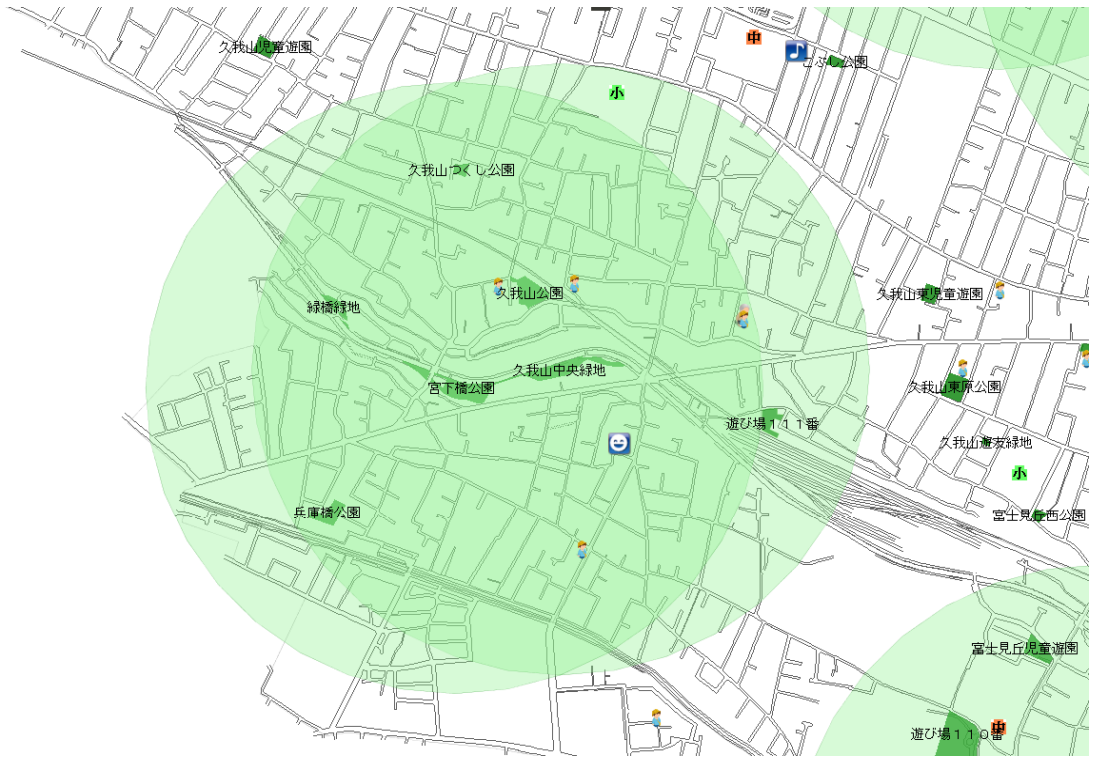 中
久我山児童遊園
こぶし公園
小
久我山つくし公園
久我山公園
久我山東児童遊園
緑橋緑地
久我山中央緑地
宮下橋公園
久我山東原公園
遊び場111番
久我山遊友緑地
小
兵庫橋公園
富士見丘西公園
富士見丘児童遊園
中
遊び場110番